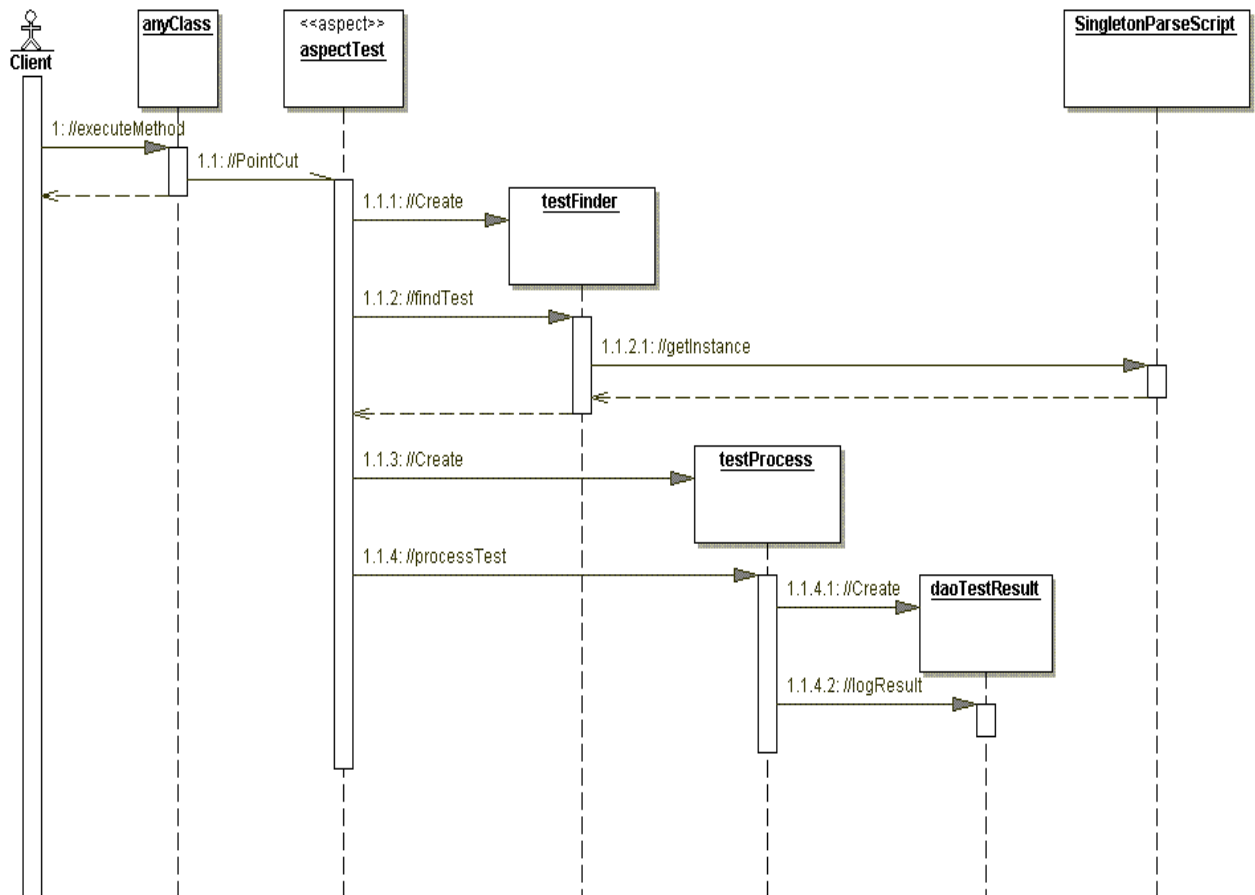 anyClass
<<aspect>>
aspectTest
SingletonParseScript
Client
1: //executeMethod
1.1: //PointCut
1.1.1: //Create
testFinder
1.1.2: //findTest
1.1.2.1: //getInstance
1.1.3: //Create
testProcess
1.1.4: //processTest
1.1.4.1: //Create
daoTestResult
1.1.4.2: //logResult